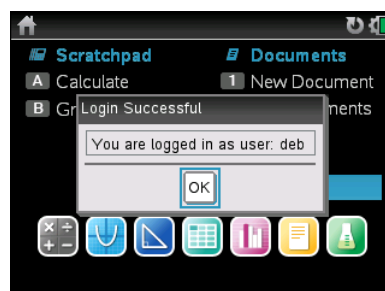 Scratchpad
Documents
A Calculate
1 New Document
B Gr
ments
Login Successful
You are logged in as user: deb
OK